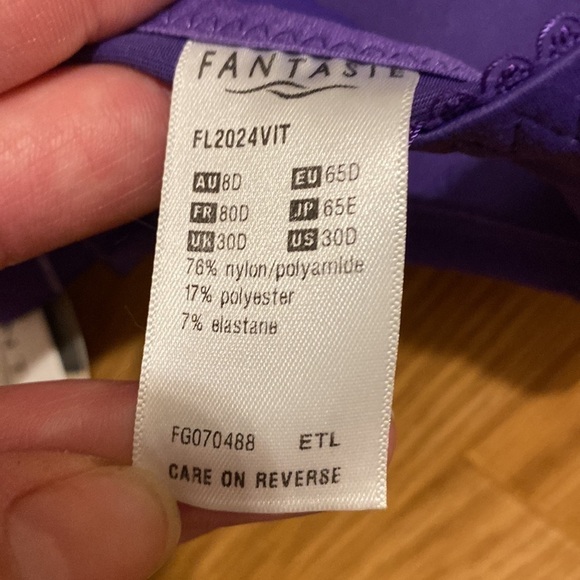 FANTASIE
FL2024VIT
AU 8D EU 65D
FR 80D JP 65E
UK 30D US 30D
76% nylon/polyamide
17% polyester
7% elastane
FG070488 ETL
CARE ON REVERSE